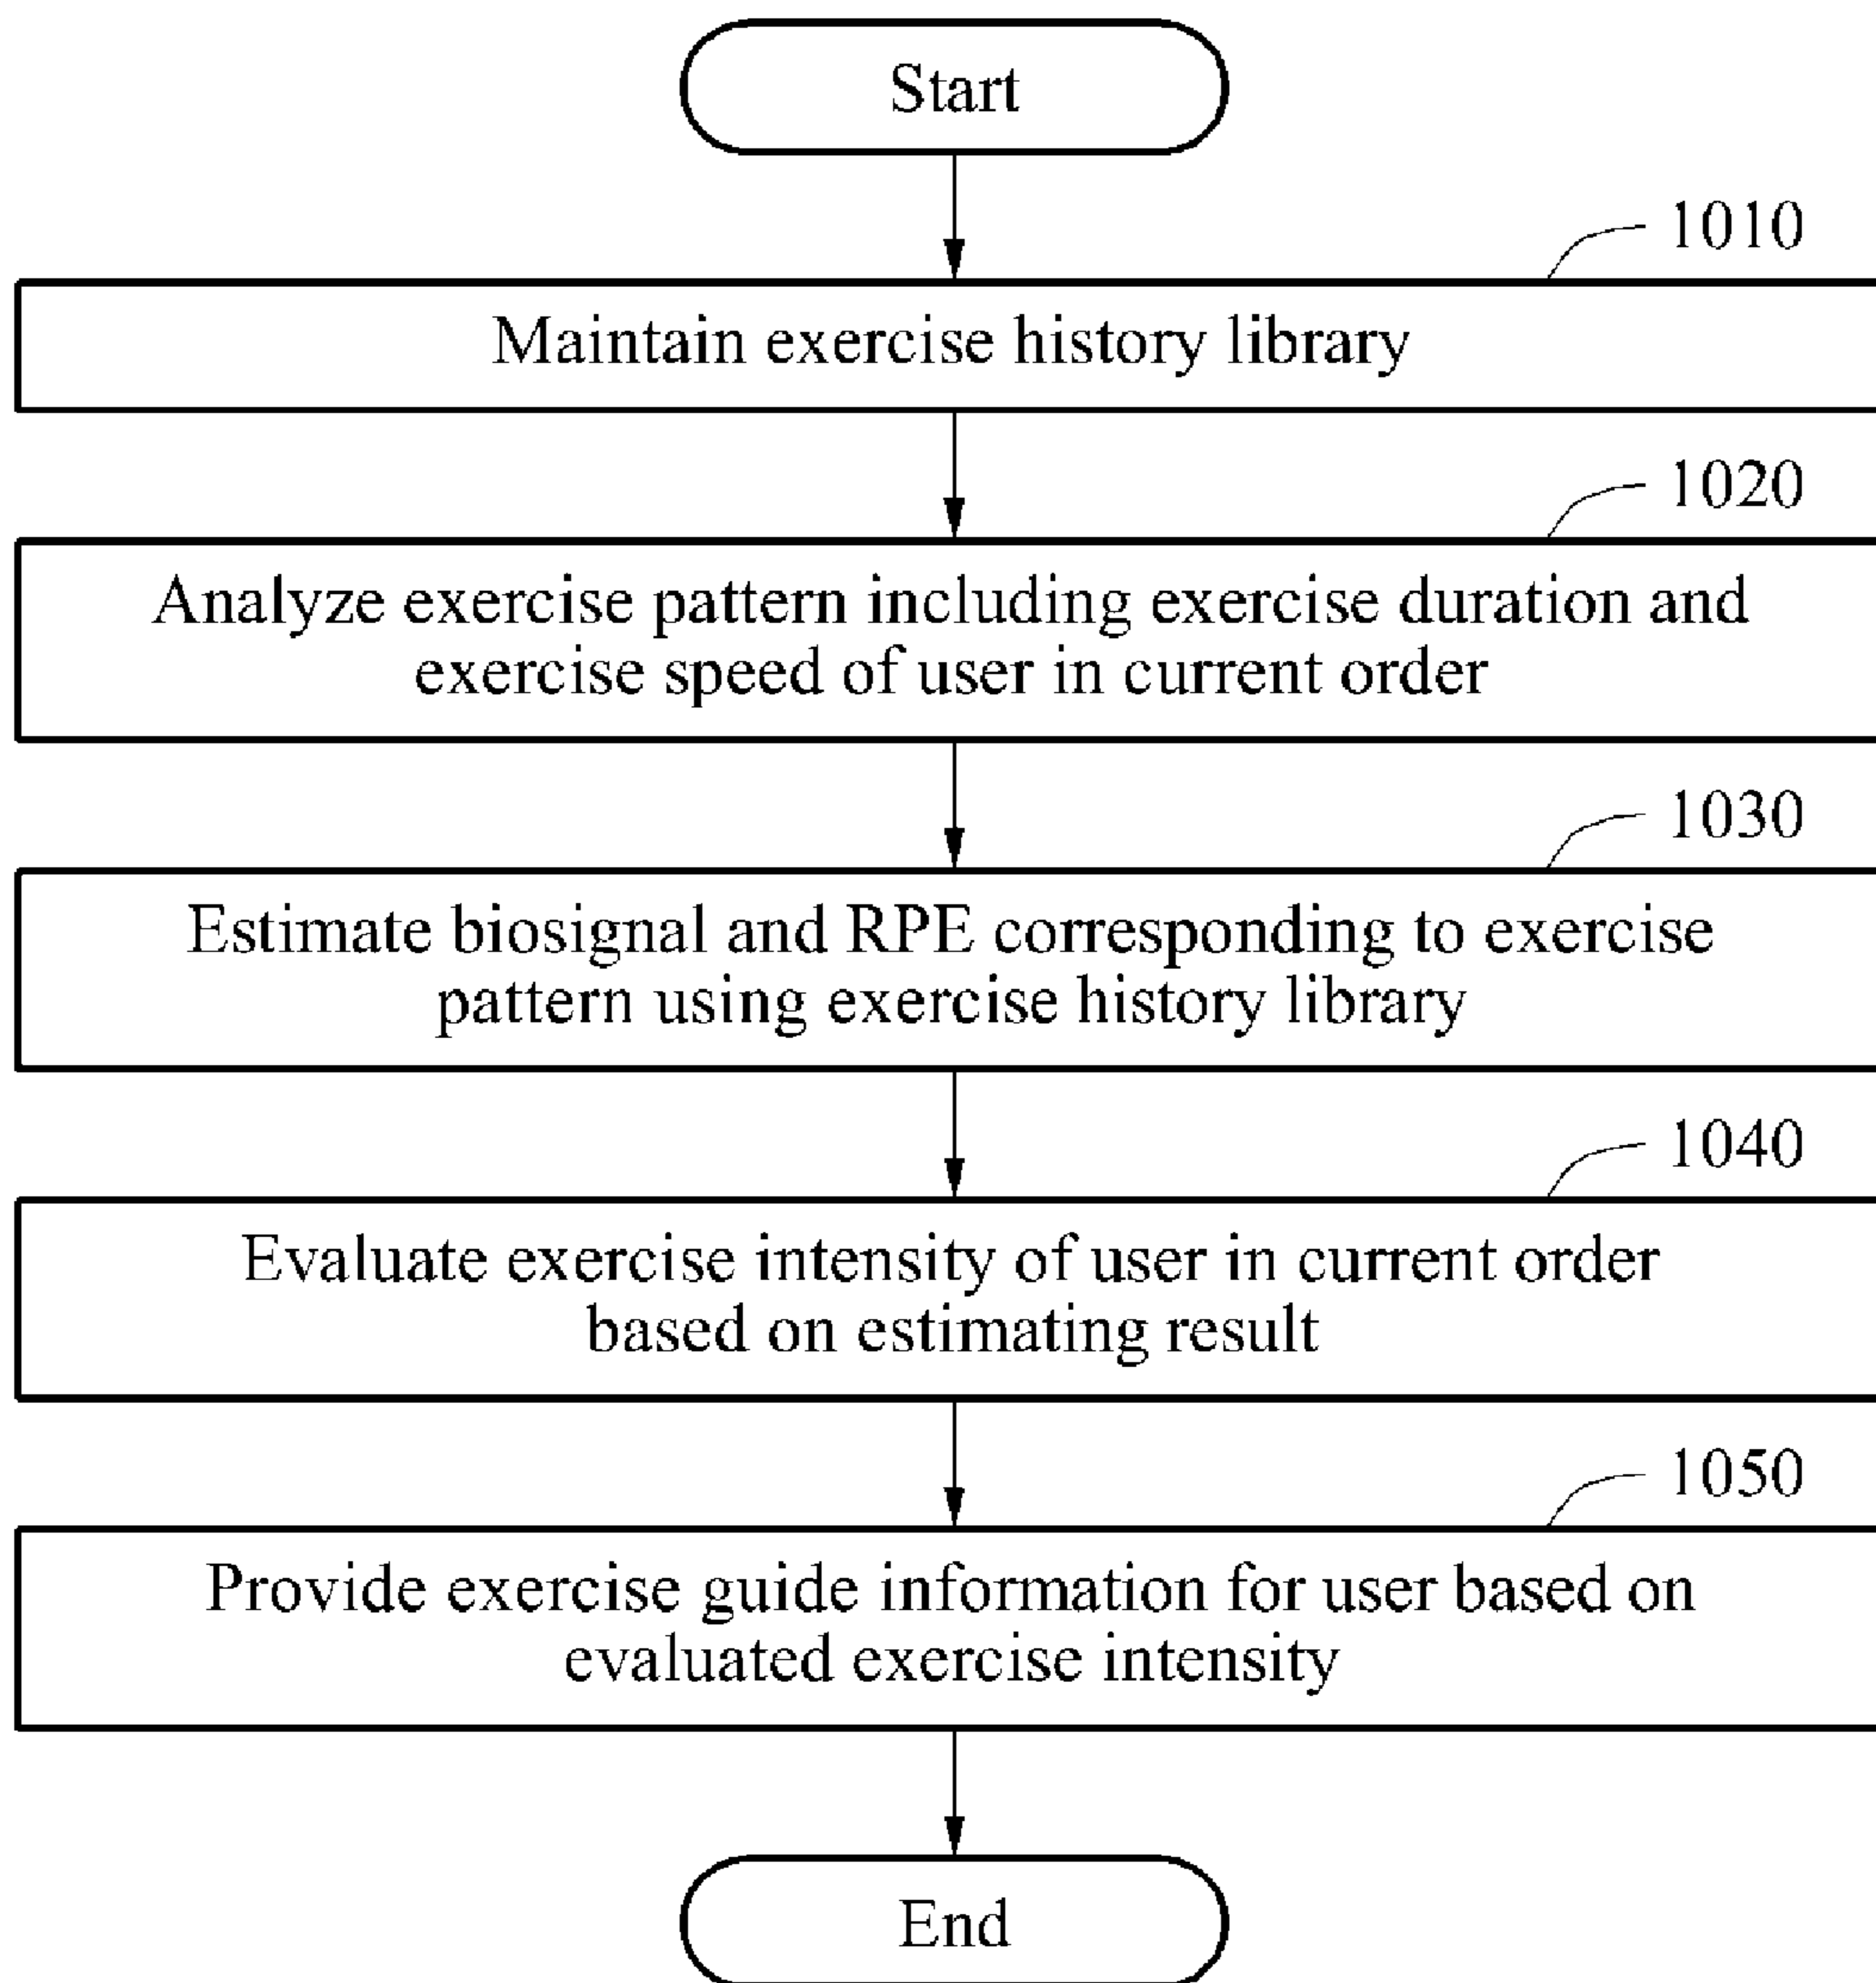 Start
1010
Maintain exercise history library
1020
Analyze exercise pattern including exercise duration and
exercise speed of user in current order
1030
Estimate biosignal and RPE corresponding to exercise
pattern using exercise history library
1040
Evaluate exercise intensity of user in current order
based on estimating result
1050
Provide exercise guide information for user based on
evaluated exercise intensity
End